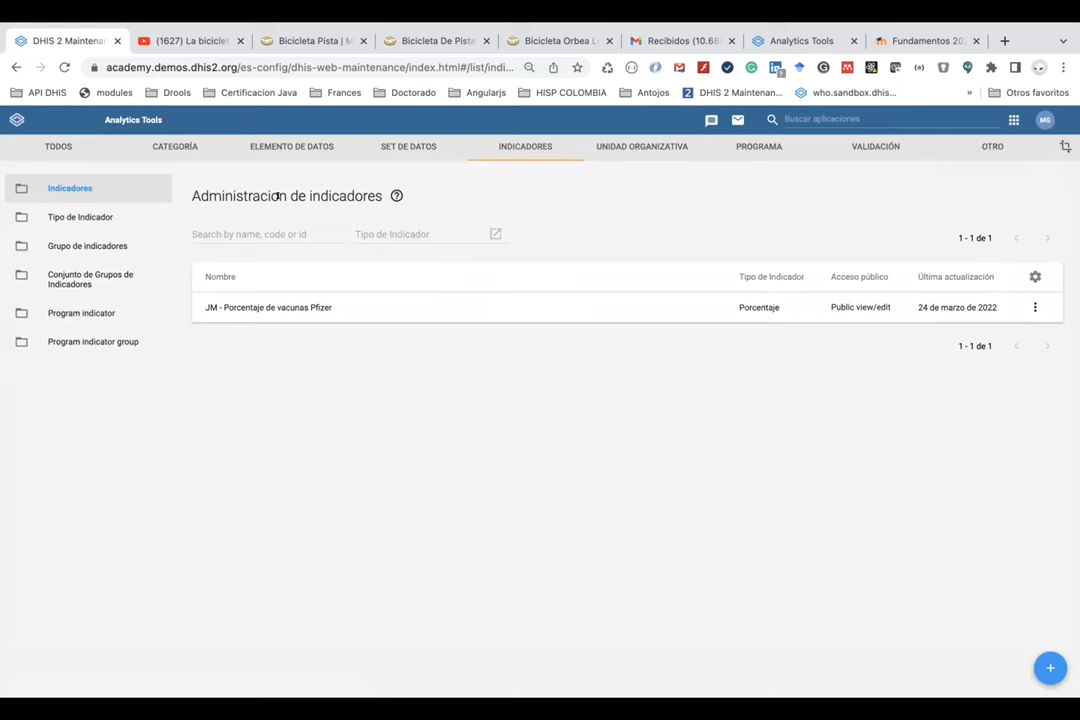 DHIS 2 Maintenan
(1627) La biciclet
Bicicleta Pista | M
Bicicleta De Pista
Bicicleta Orbea L
Recibidos (10.68
Analytics Tools
Fundamentos 202
academy.demos.dhis2.org/es-config/dhis-web-maintenance/index.html#/list/indi...
API DHIS
modules
Drools
Certificacion Java
Frances
Doctorado
Angularjs
HISP COLOMBIA
Antojos
DHIS 2 Maintenan...
who.sandbox.dhis...
»
Otros favoritos
Analytics Tools
Buscar aplicaciones
MG
TODOS
CATEGORÍA
ELEMENTO DE DATOS
SET DE DATOS
INDICADORES
UNIDAD ORGANIZATIVA
PROGRAMA
VALIDACIÓN
OTRO
Indicadores
Tipo de Indicador
Grupo de indicadores
Conjunto de Grupos de
Indicadores
Program indicator
Program indicator group
Administración de indicadores
Search by name, code or id
Tipo de Indicador
1 - 1 de 1
Nombre
Tipo de Indicador
Acceso público
Última actualización
JM - Porcentaje de vacunas Pfizer
Porcentaje
Public view/edit
24 de marzo de 2022
1 - 1 de 1